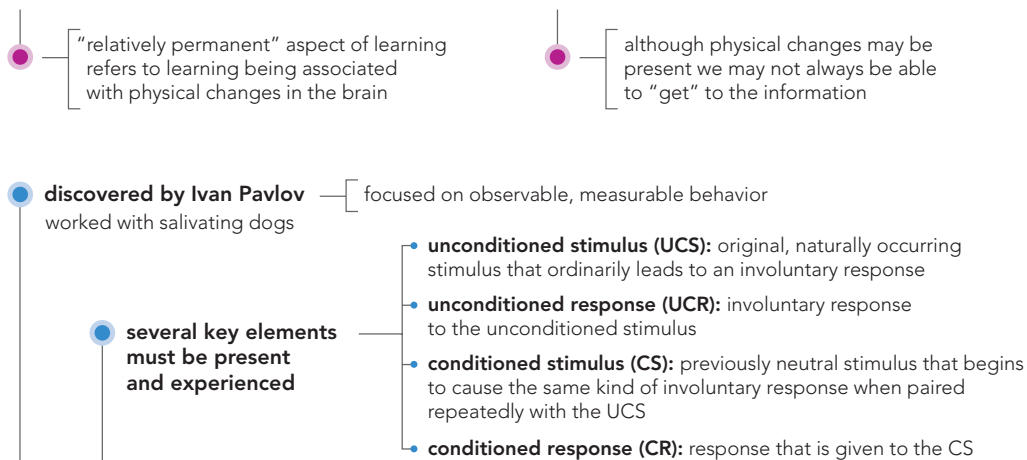 “relatively permanent” aspect of learning
refers to learning being associated
with physical changes in the brain
although physical changes may be
present we may not always be able
to “get” to the information
discovered by Ivan Pavlov
worked with salivating dogs
focused on observable, measurable behavior
several key elements
must be present
and experienced
unconditioned stimulus (UCS): original, naturally occurring
stimulus that ordinarily leads to an involuntary response
unconditioned response (UCR): involuntary response
to the unconditioned stimulus
conditioned stimulus (CS): previously neutral stimulus that begins
to cause the same kind of involuntary response when paired
repeatedly with the UCS
conditioned response (CR): response that is given to the CS